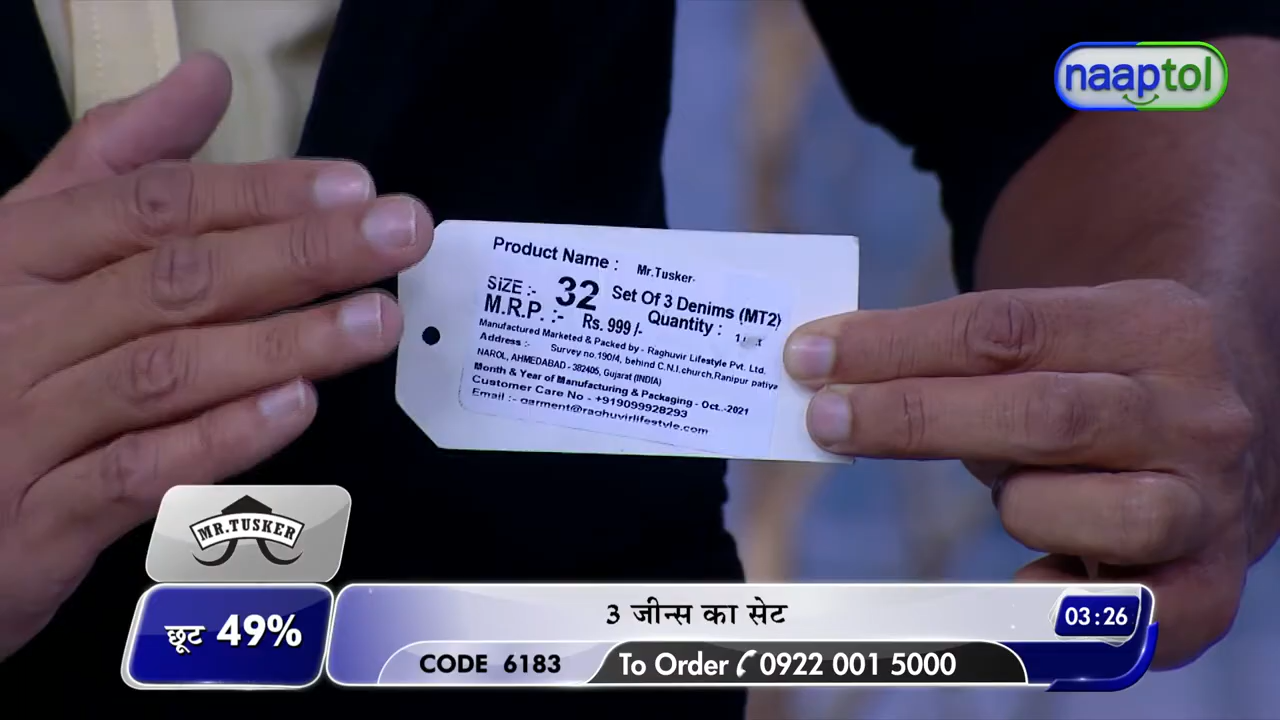 naaptol
Product Name : Mr.Tusker
SiZE :- 32 Set Of 3 Denims (MT2)
M.R.P. :- Rs. 999 /- Quantity : 1
Manufactured Marketed & Packed by - Raghuvir Lifestyle Pvt. Ltd.
Address :- Survey no.190/4, behind C.N.I.church,Ranipur patiya
NAROL, AHMEDABAD - 382405, Gujarat (INDIA)
Month & Year of Manufacturing & Packaging - Oct.-2021
Customer Care No - +919099928293
Email :- garment@raghuvirlifestyle.com
MR.TUSKER
छूट 49%
3 जीन्स का सेट
03:26
CODE 6183
To Order 0922 001 5000